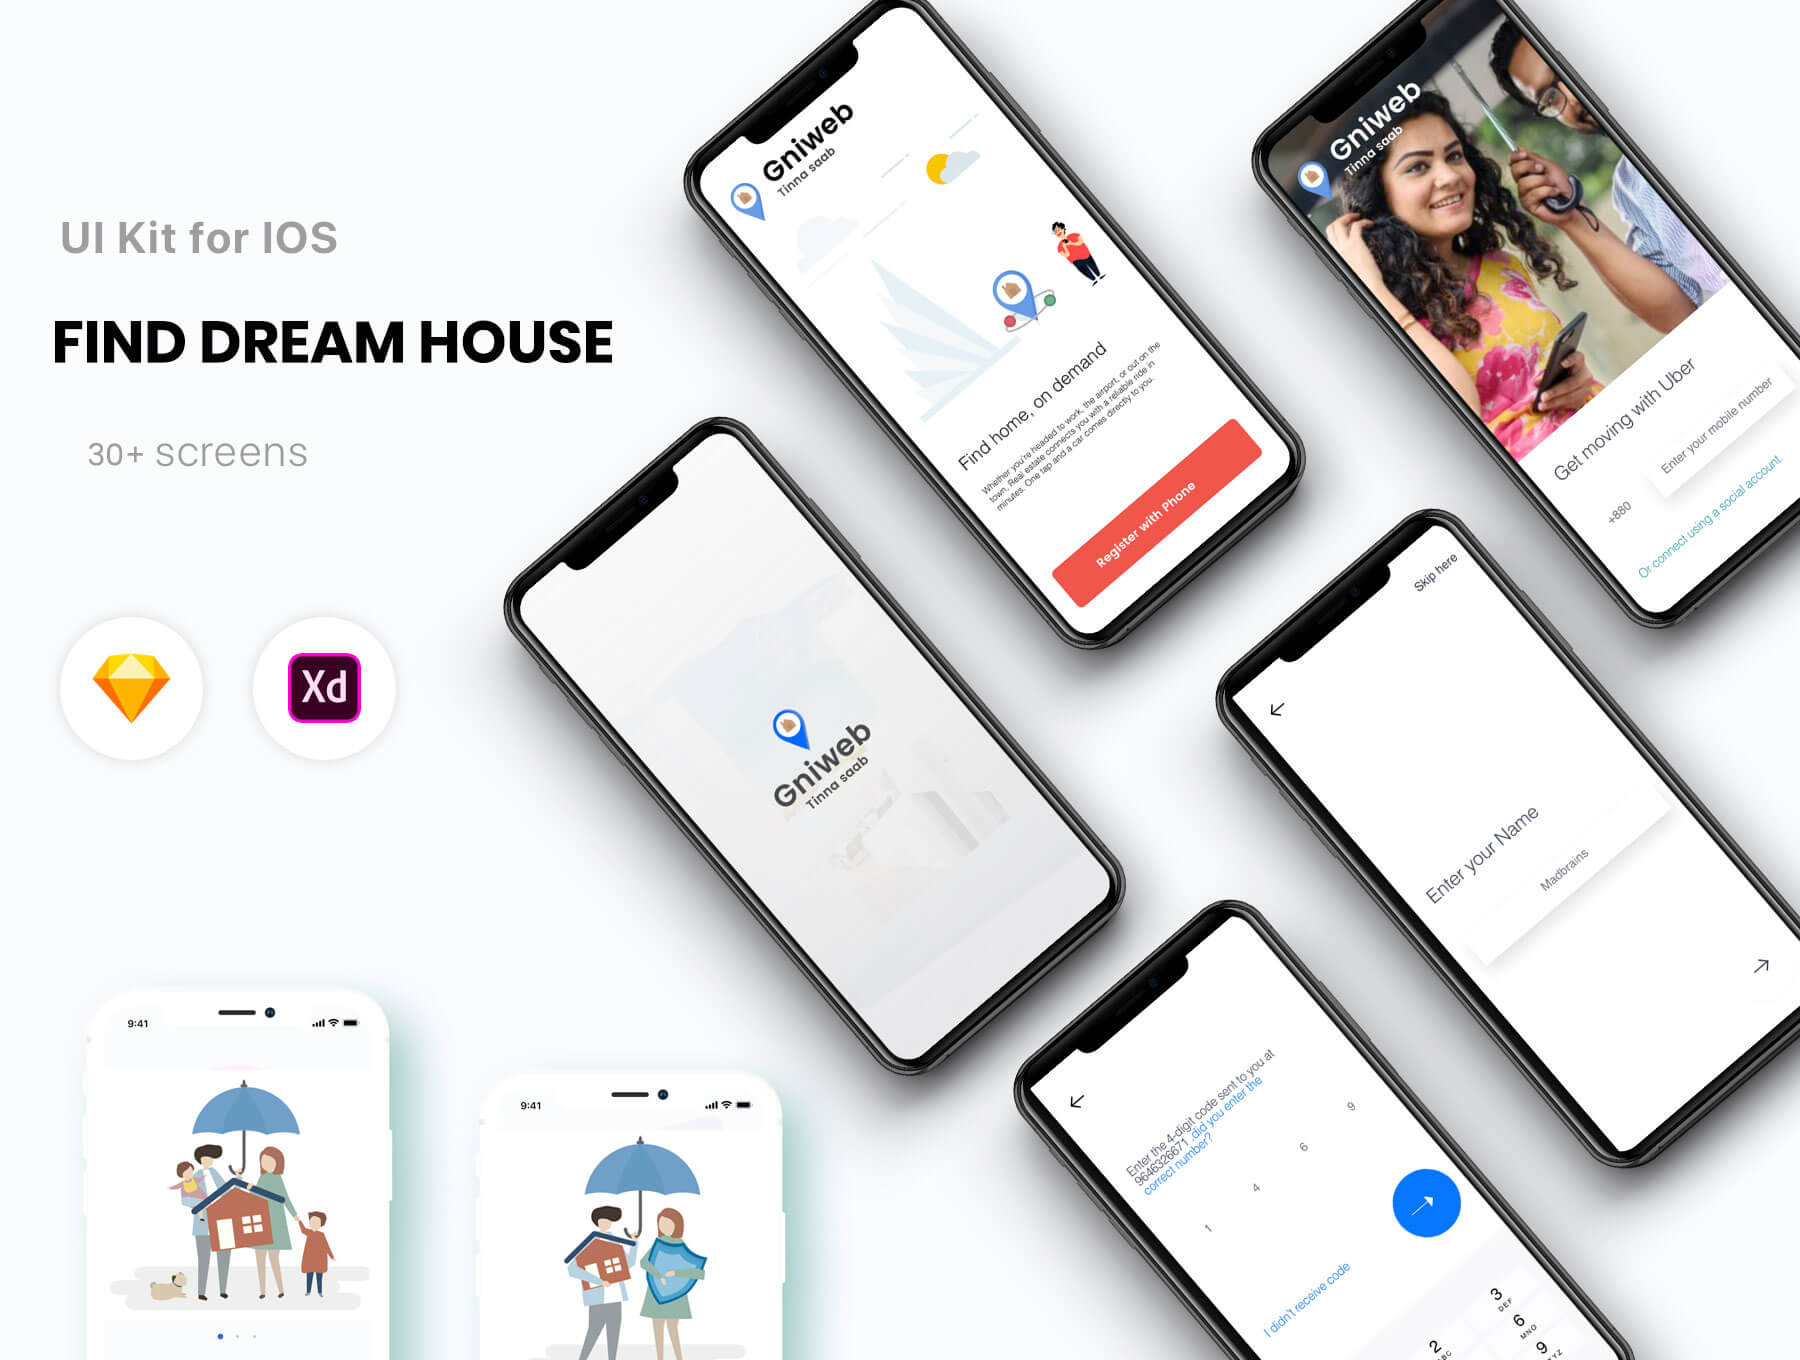 UI Kit for IOS
FIND DREAM HOUSE
30+ screens
Xd
Gniweb
Tinna saab
Find home, on demand
Whether you're headed to work, the airport, or out on the
town, Real estate connects you with a reliable ride in
minutes. One tap and a car comes directly to you.
Register with Phone
Gniweb
Tinna saab
Get moving with Uber
+880
Enter your mobile number
Or connect using a social account
Gniweb
Tinna saab
Skip here
Enter your Name
Madbrains
Enter the 4-digit code sent to you at
9646326671 .did you enter the
correct number?
1 4 6 9
I didn't receive code
2
3
DEF
6
MNO
9
9:41
9:41